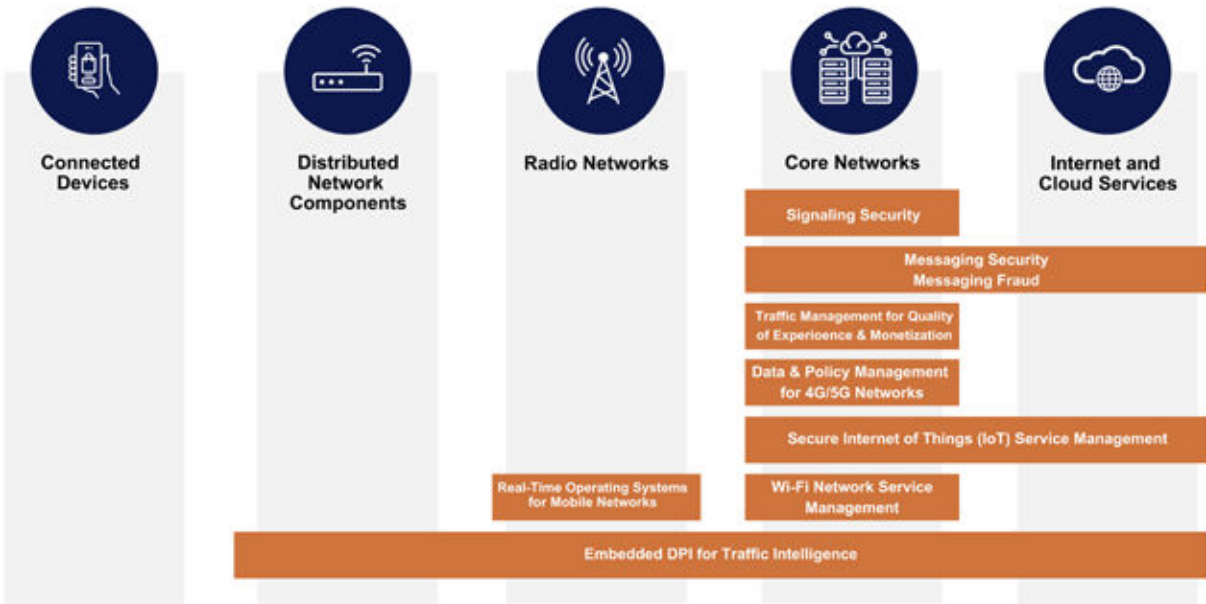 Connected
Devices
Distributed
Network
Components
Radio Networks
Core Networks
Internet and
Cloud Services
Signaling Security
Messaging Security
Messaging Fraud
Traffic Management for Quality
of Experioence & Monetization
Data & Policy Management
for 4G/5G Networks
Secure Internet of Things (IoT) Service Management
Real-Time Operating Systems
for Mobile Networks
Wi-Fi Network Service
Management
Embedded DPI for Traffic Intelligence